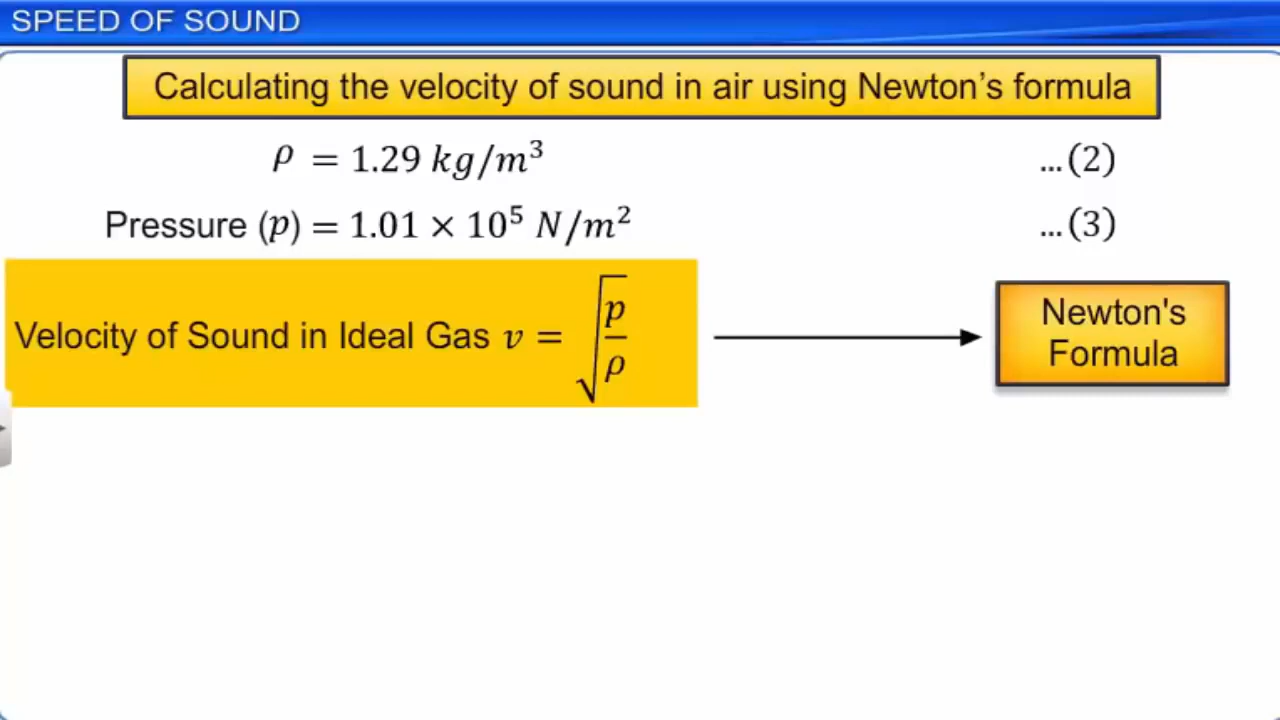 SPEED OF SOUND
Calculating the velocity of sound in air using Newton’s formula
ρ = 1.29 kg/m³ ...(2)
Pressure (p) = 1.01 × 10⁵ N/m² ...(3)
Velocity of Sound in Ideal Gas v = √(p/ρ)
Newton's
Formula